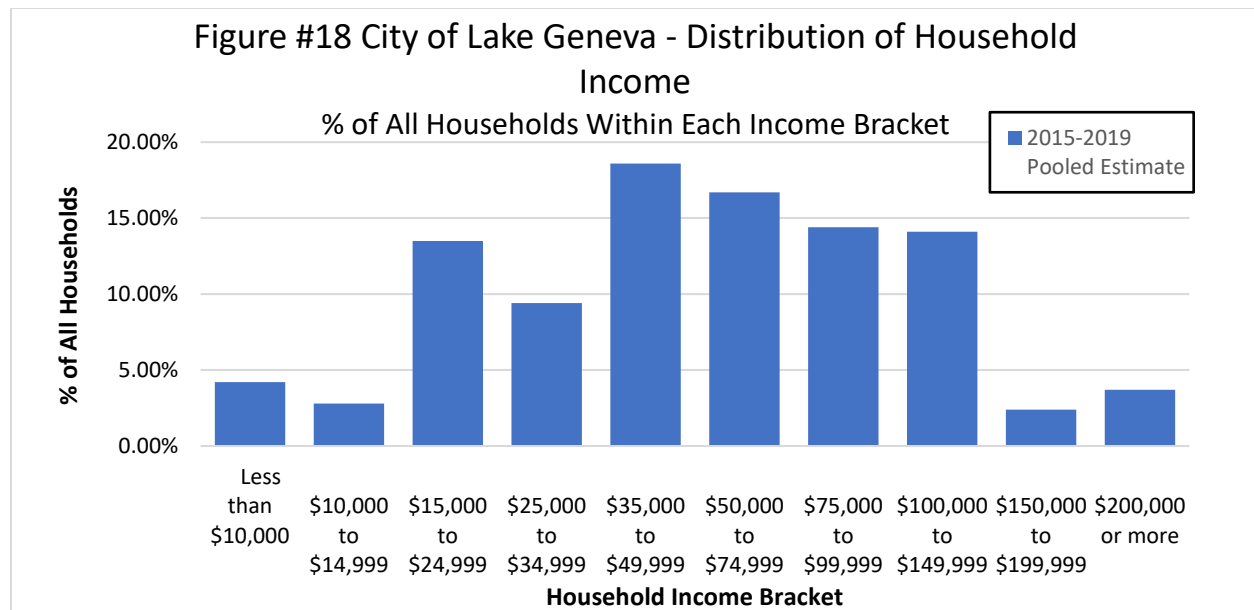 Figure #18 City of Lake Geneva - Distribution of Household
Income
% of All Households Within Each Income Bracket
2015-2019
Pooled Estimate
% of All Households
20.00%
15.00%
10.00%
5.00%
0.00%
Less
than
$10,000
$10,000
to
$14,999
$15,000
to
$24,999
$25,000
to
$34,999
$35,000
to
$49,999
$50,000
to
$74,999
$75,000
to
$99,999
$100,000
to
$149,999
$150,000
to
$199,999
$200,000
or more
Household Income Bracket